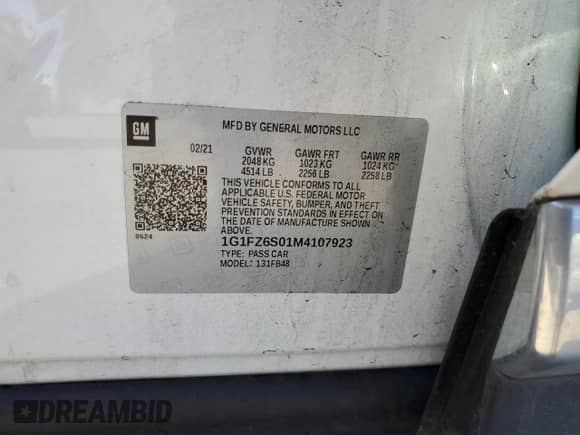 GM
MFD BY GENERAL MOTORS LLC
02/21 GVWR GAWR FRT GAWR RR
2048 KG 1023 KG 1024 KG
4514 LB 2256 LB 2258 LB
THIS VEHICLE CONFORMS TO ALL
APPLICABLE U.S. FEDERAL MOTOR
VEHICLE SAFETY, BUMPER, AND THEFT
PREVENTION STANDARDS IN EFFECT ON
THE DATE OF MANUFACTURE SHOWN
ABOVE.
0624
1G1FZ6S01M4107923
TYPE: PASS CAR
MODEL: 131FB48
DREAMBID